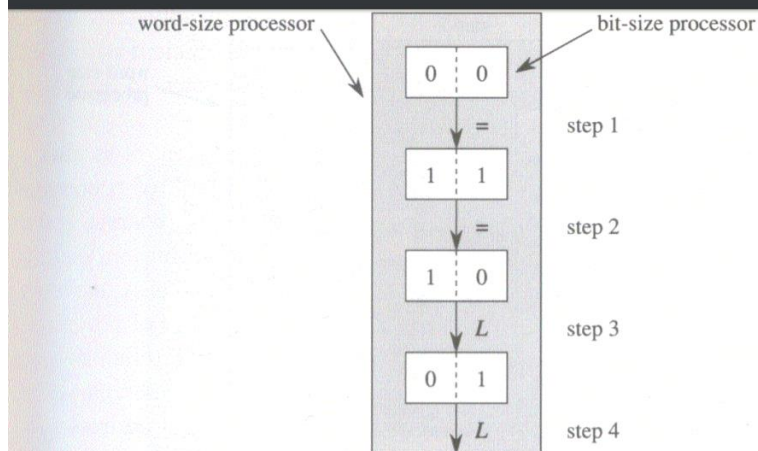 word-size processor bit-size processor
0 0
= step 1
1 1
= step 2
1 0
L step 3
0 1
L step 4